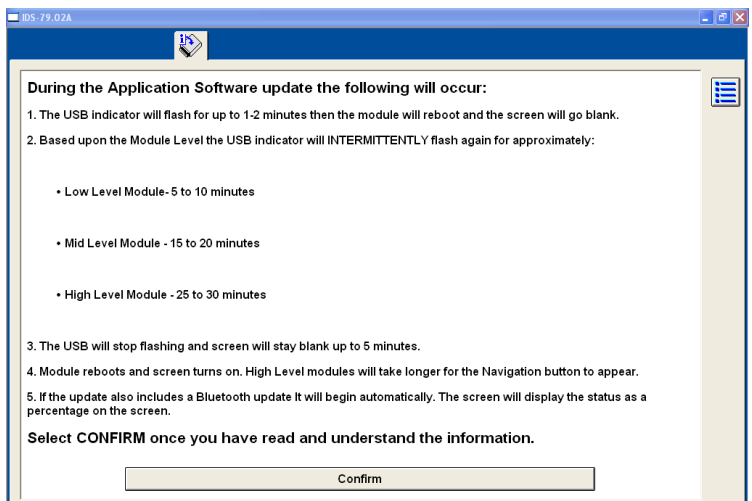 IDS-79.02A
During the Application Software update the following will occur:
1. The USB indicator will flash for up to 1-2 minutes then the module will reboot and the screen will go blank.
2. Based upon the Module Level the USB indicator will INTERMITTENTLY flash again for approximately:
• Low Level Module- 5 to 10 minutes
• Mid Level Module - 15 to 20 minutes
• High Level Module - 25 to 30 minutes
3. The USB will stop flashing and screen will stay blank up to 5 minutes.
4. Module reboots and screen turns on. High Level modules will take longer for the Navigation button to appear.
5. If the update also includes a Bluetooth update It will begin automatically. The screen will display the status as a
percentage on the screen.
Select CONFIRM once you have read and understand the information.
Confirm